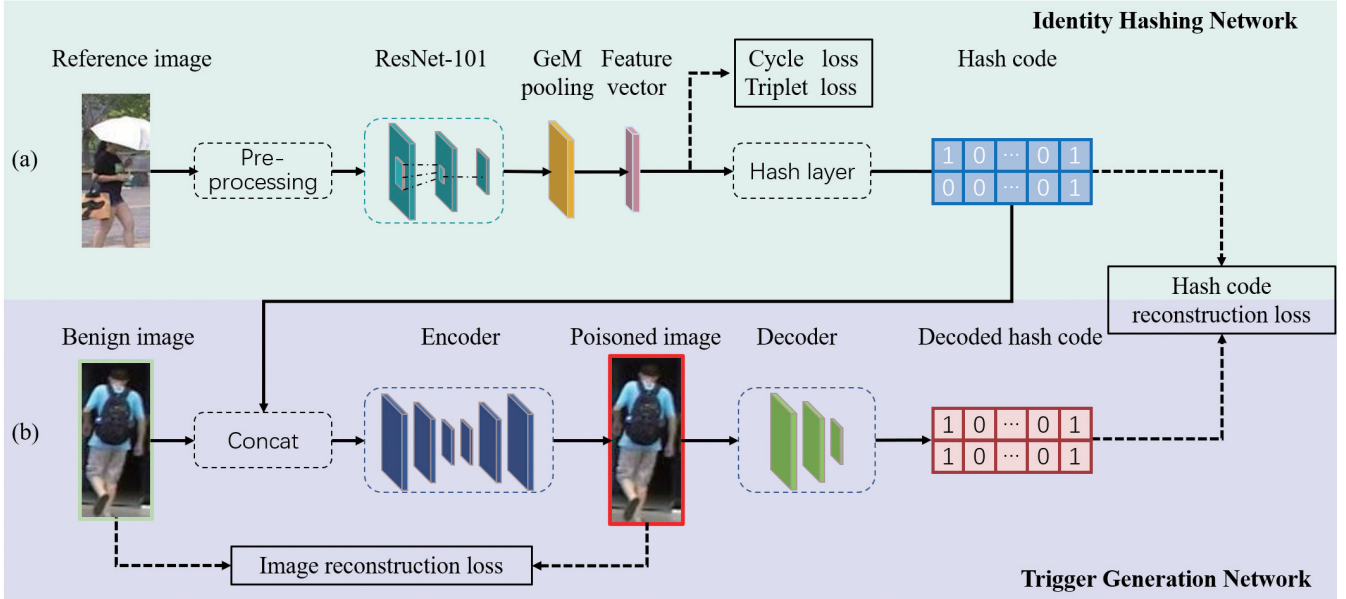 Identity Hashing Network
Reference image
ResNet-101
GeM
pooling
Feature
vector
Cycle loss
Triplet loss
Hash code
(a)
Pre-
processing
Hash layer
1 0 ... 0 1
0 0 ... 0 1
Hash code
reconstruction loss
Benign image
Encoder
Poisoned image
Decoder
Decoded hash code
(b)
Concat
1 0 ... 0 1
1 0 ... 0 1
Image reconstruction loss
Trigger Generation Network